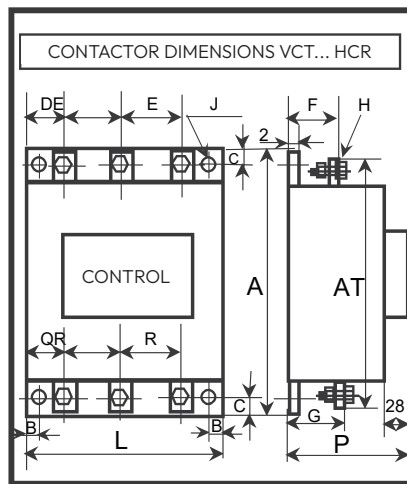 CONTACTOR DIMENSIONS VCT... HCR
DE E J F H
2
C
CONTROL
A AT
QR R
C
B B G 28
L P